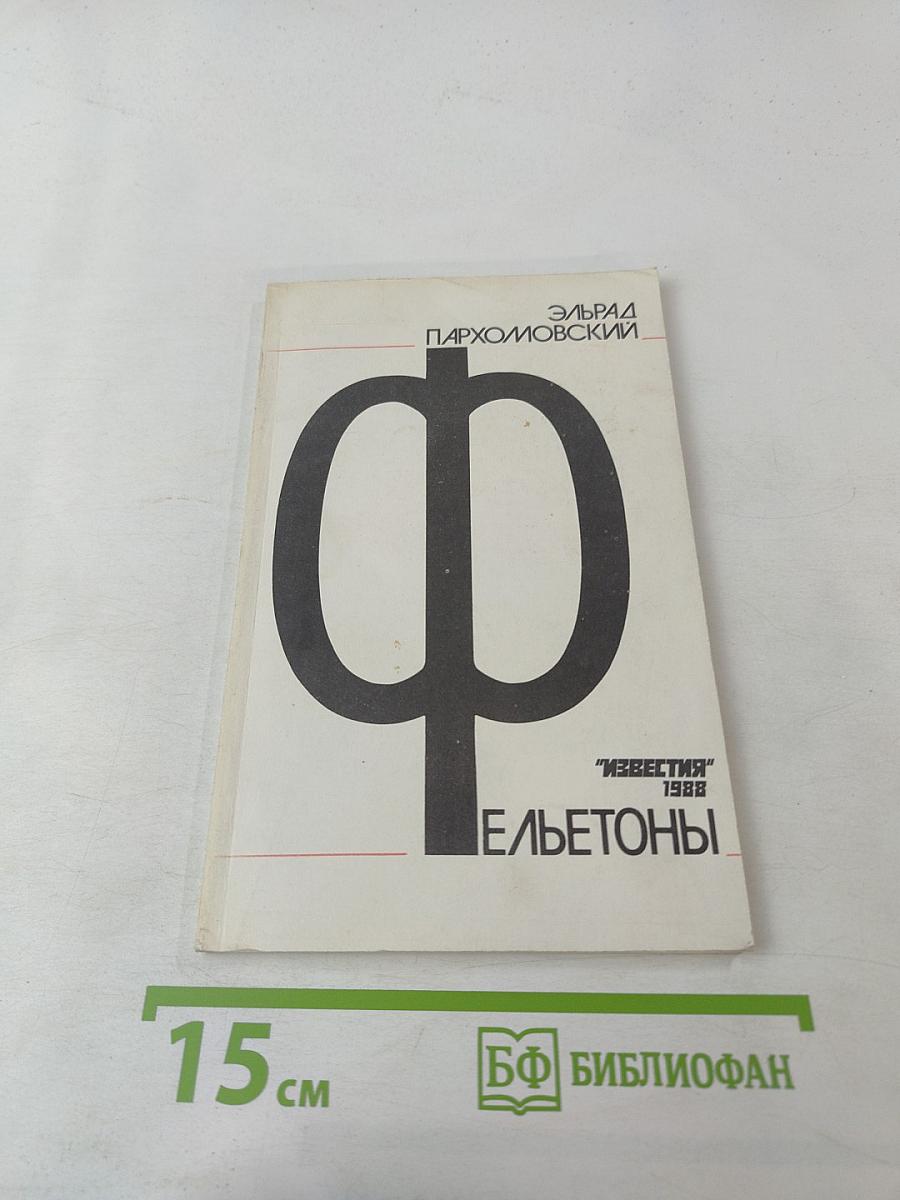 ЭЛЬРАД
ПАРХОМОВСКИЙ
"ИЗВЕСТИЯ"
1988
ФЕЛЬЕТОНЫ
15 см
БФ БИБЛИОФАН